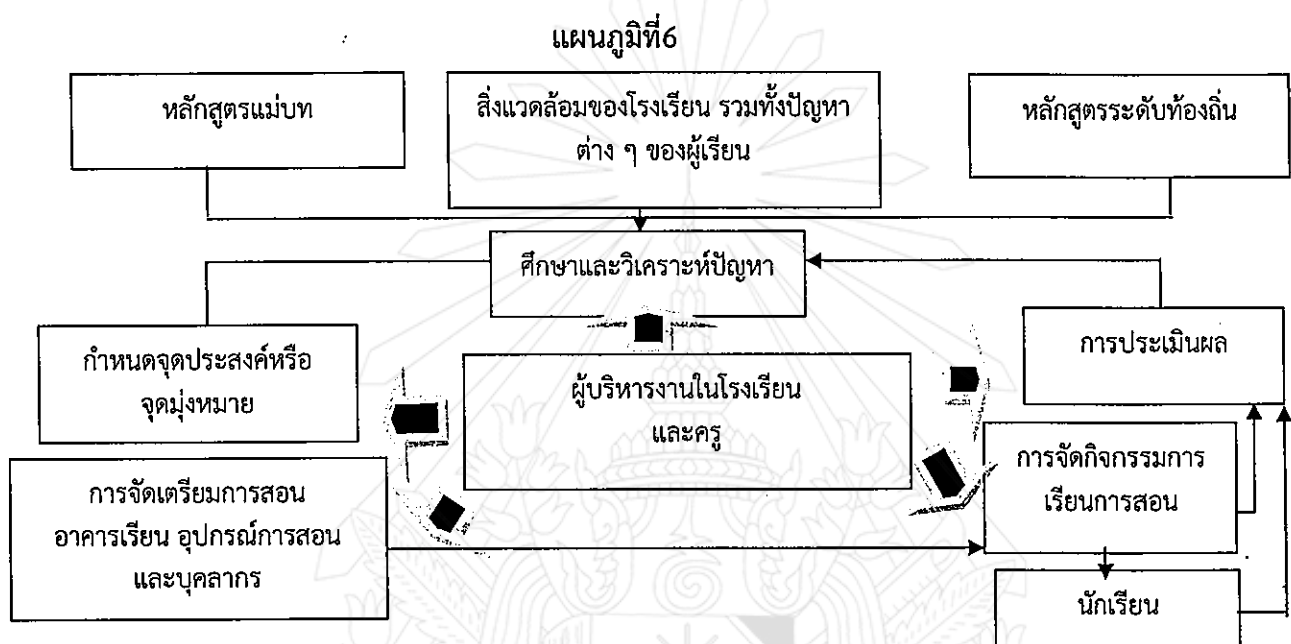 แผนภูมิที่6
หลักสูตรแม่บท
สิ่งแวดล้อมของโรงเรียน รวมทั้งปัญหา
ต่าง ๆ ของผู้เรียน
หลักสูตรระดับท้องถิ่น
ศึกษาและวิเคราะห์ปัญหา
กำหนดจุดประสงค์หรือ
จุดมุ่งหมาย
ผู้บริหารงานในโรงเรียน
และครู
การประเมินผล
การจัดเตรียมการสอน
อาคารเรียน อุปกรณ์การสอน
และบุคลากร
การจัดกิจกรรมการ
เรียนการสอน
นักเรียน